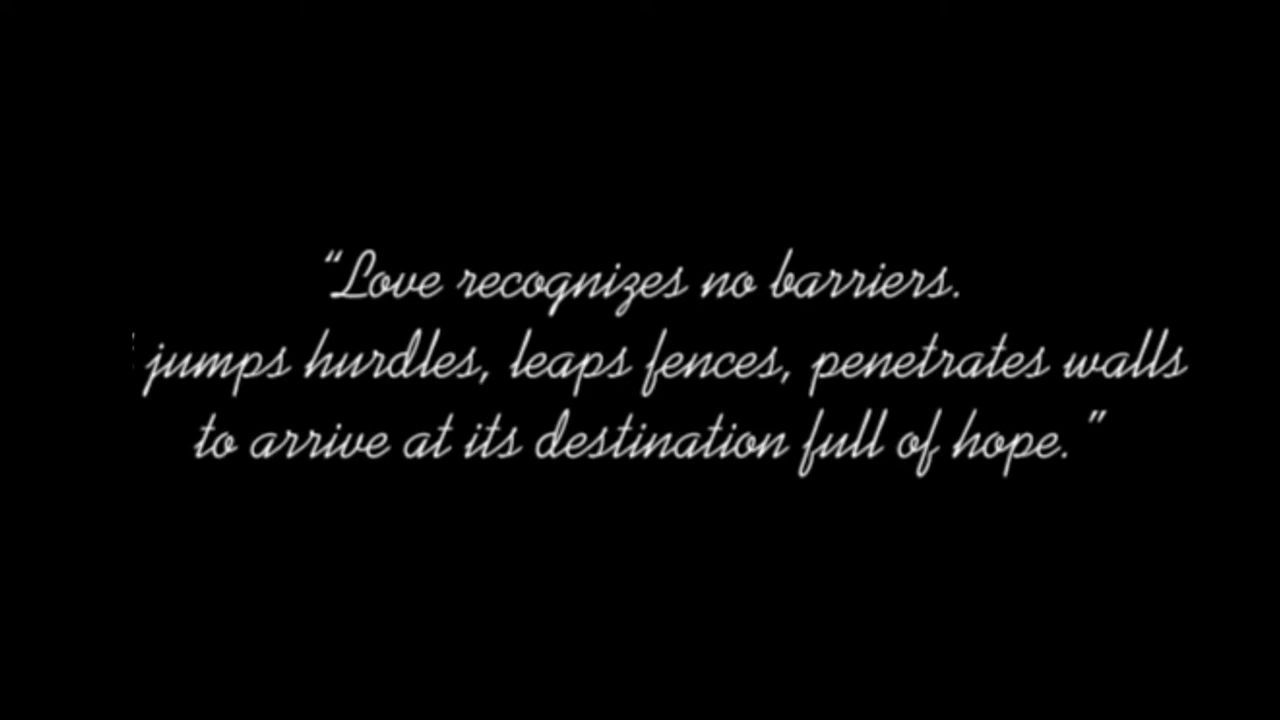 “Love recognizes no barriers.
jumps hurdles, leaps fences, penetrates walls
to arrive at its destination full of hope.”